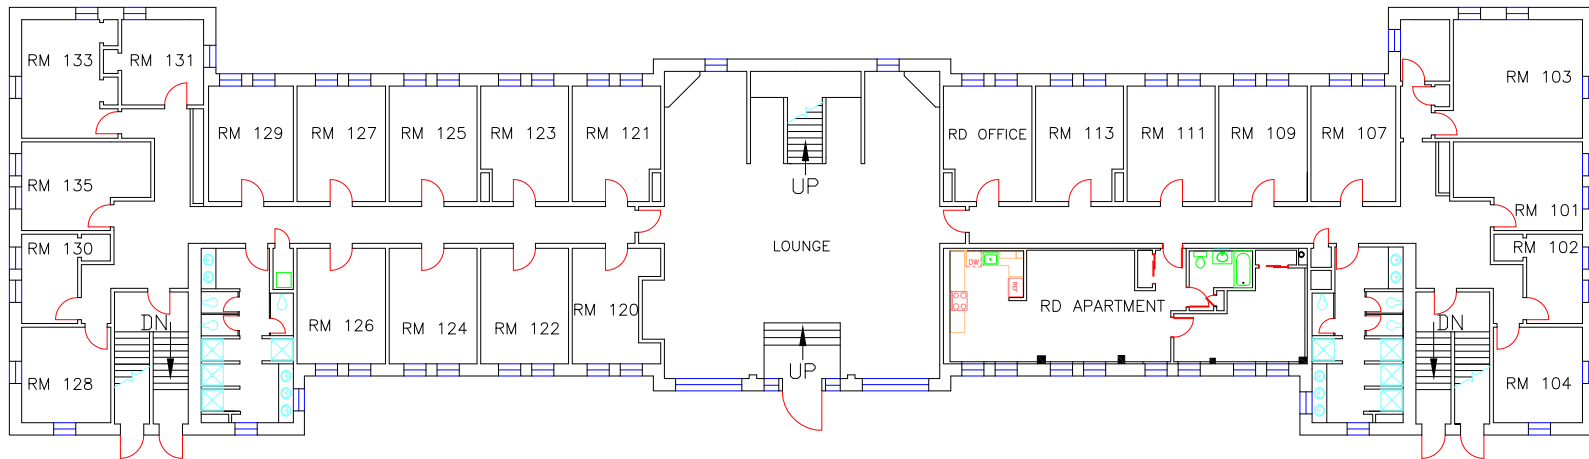 RM 133
RM 131
RM 103
RM 129
RM 127
RM 125
RM 123
RM 121
RD OFFICE
RM 113
RM 111
RM 109
RM 107
UP
RM 135
RM 101
RM 130
LOUNGE
RM 102
DW
REF
RD APARTMENT
RM 120
DN
RM 126
RM 124
RM 122
DN
UP
RM 128
RM 104